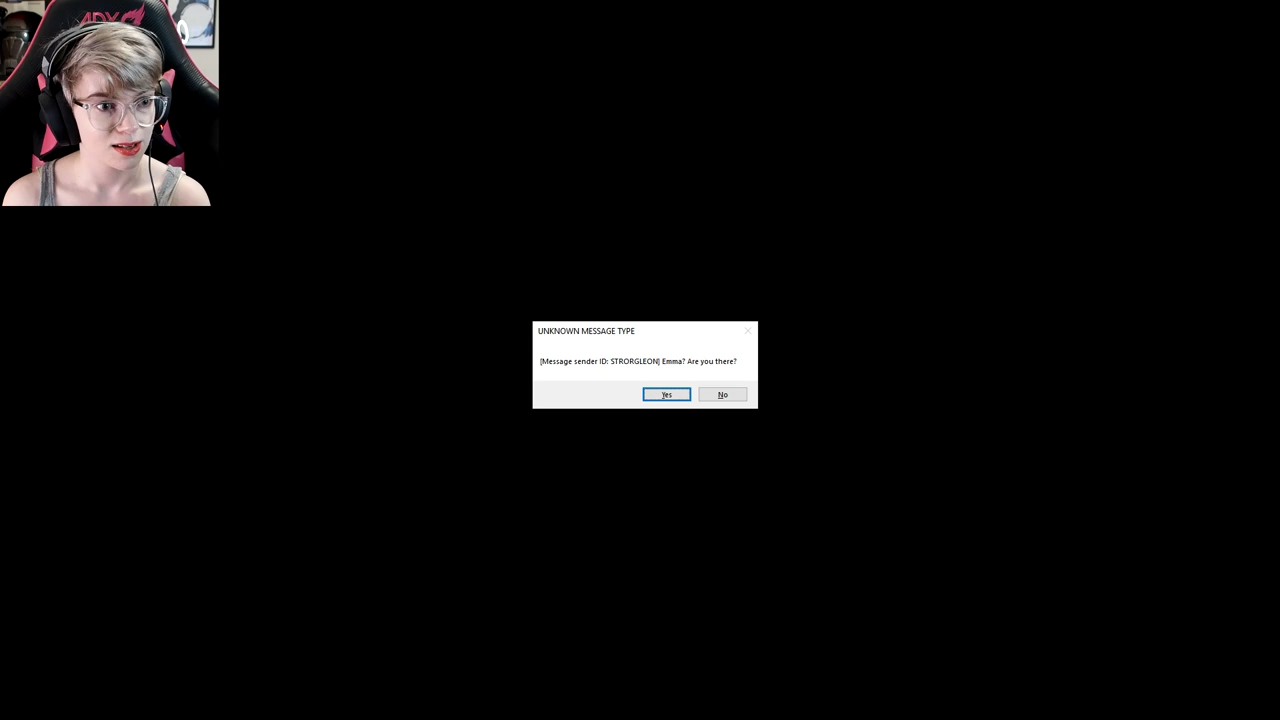 UNKNOWN MESSAGE TYPE
[Message sender ID: STRORGLEON] Emma? Are you there?
Yes
No